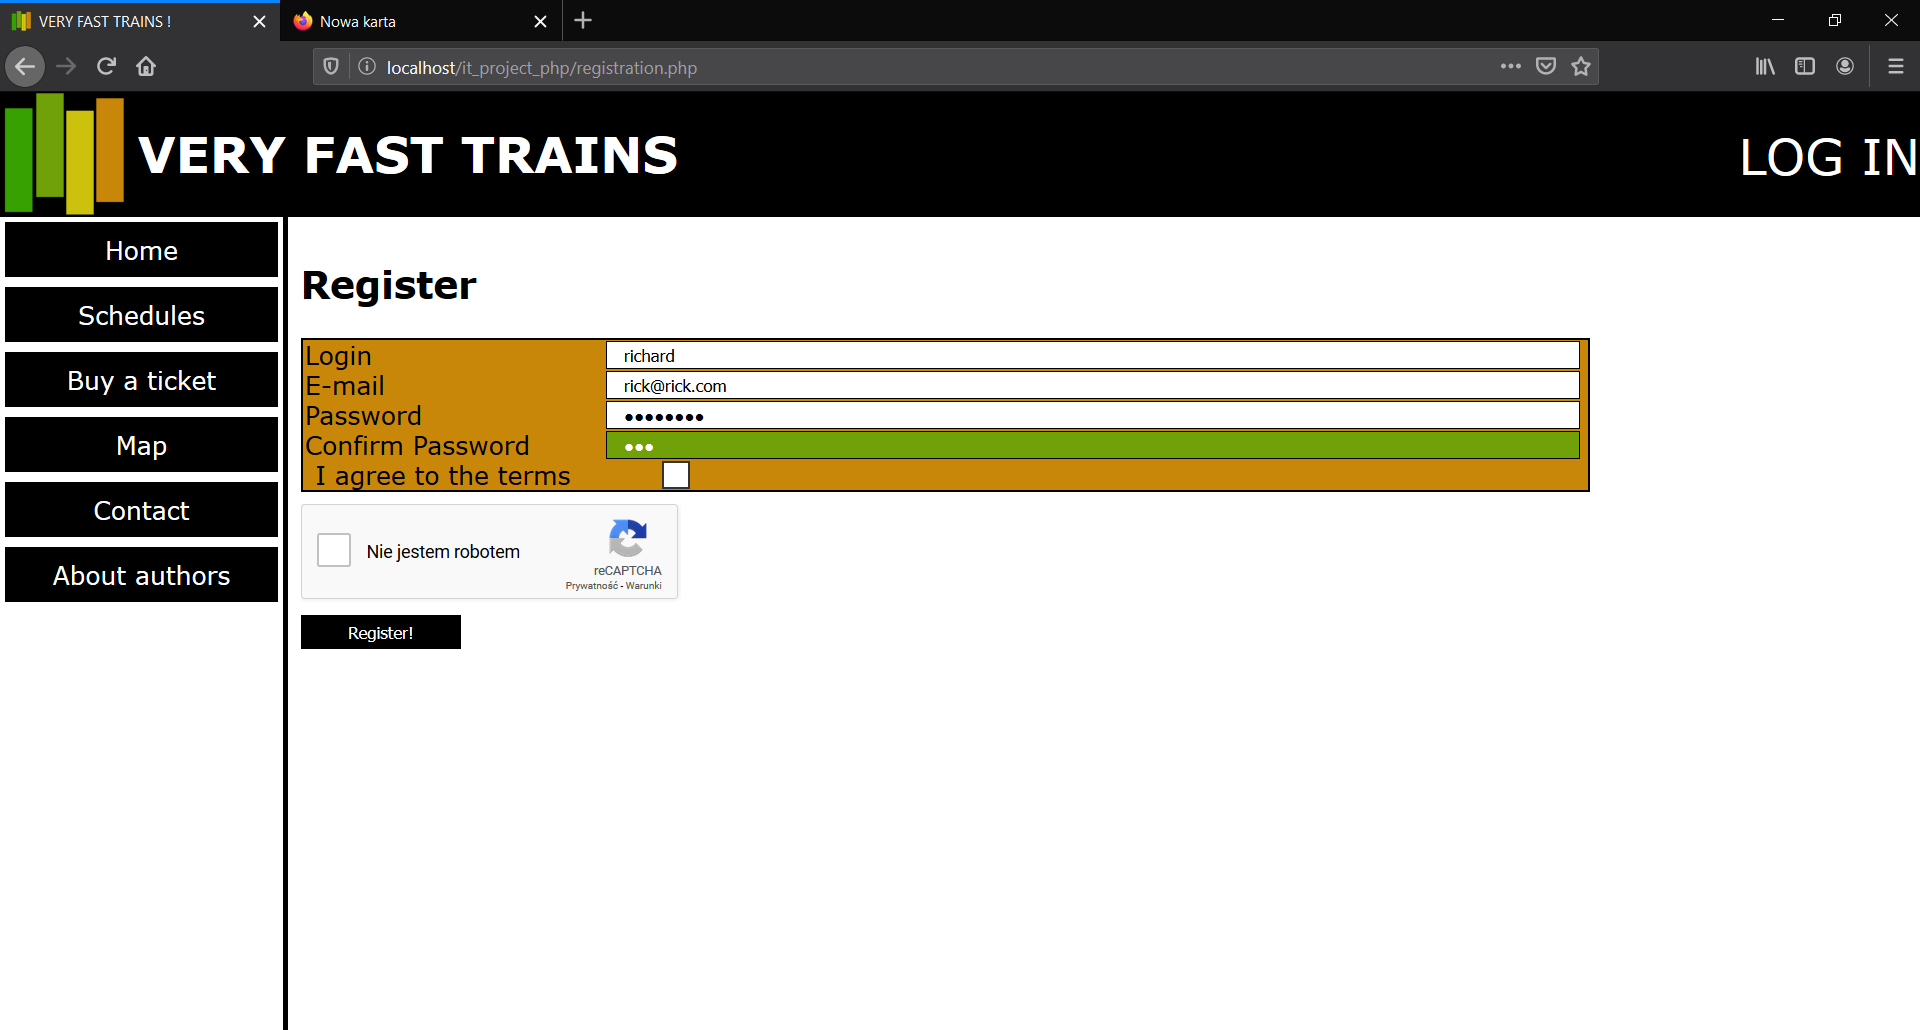 VERY FAST TRAINS !
Nowa karta
localhost/it_project_php/registration.php
VERY FAST TRAINS
LOG IN
Home
Schedules
Buy a ticket
Map
Contact
About authors
Register
Login richard
E-mail rick@rick.com
Password ••••••••
Confirm Password •••
I agree to the terms
Nie jestem robotem
reCAPTCHA
Prywatność - Warunki
Register!